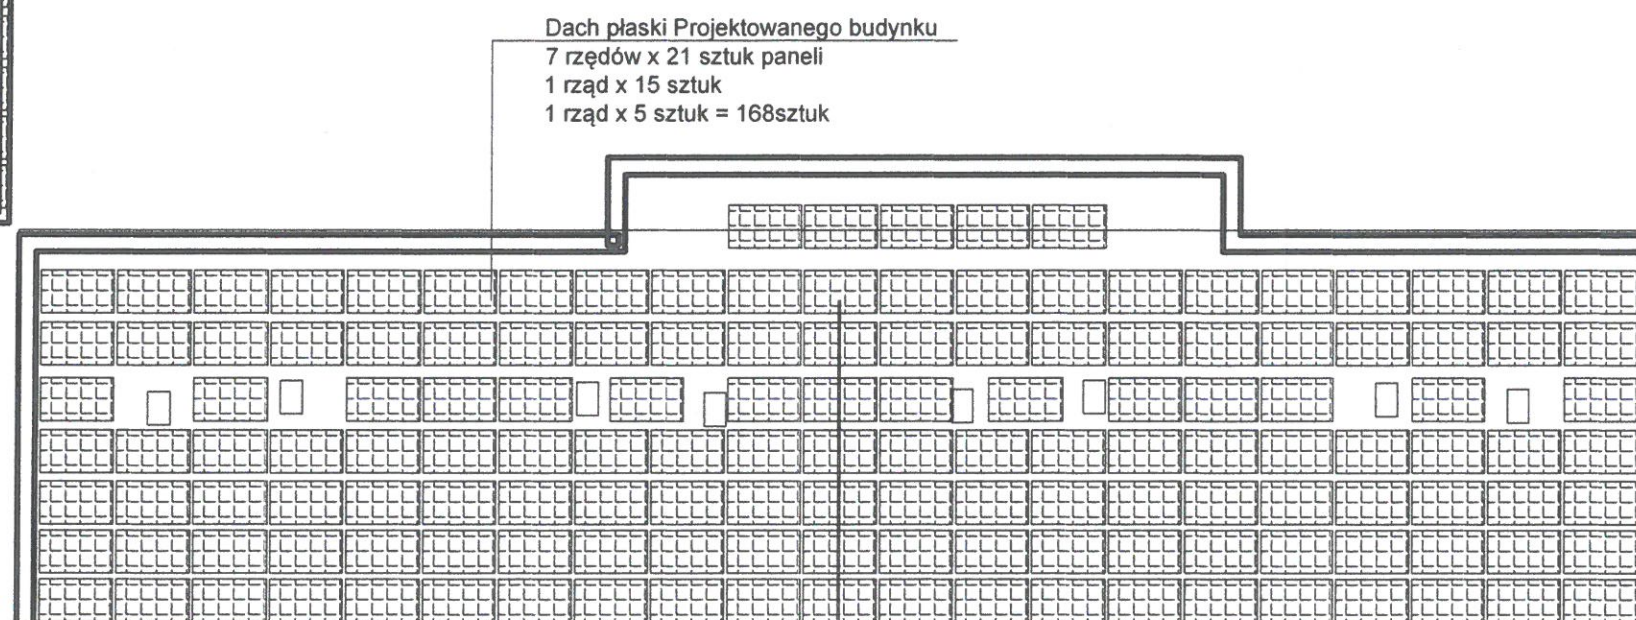 Dach płaski Projektowanego budynku
7 rzędów x 21 sztuk paneli
1 rząd x 15 sztuk
1 rząd x 5 sztuk = 168sztuk